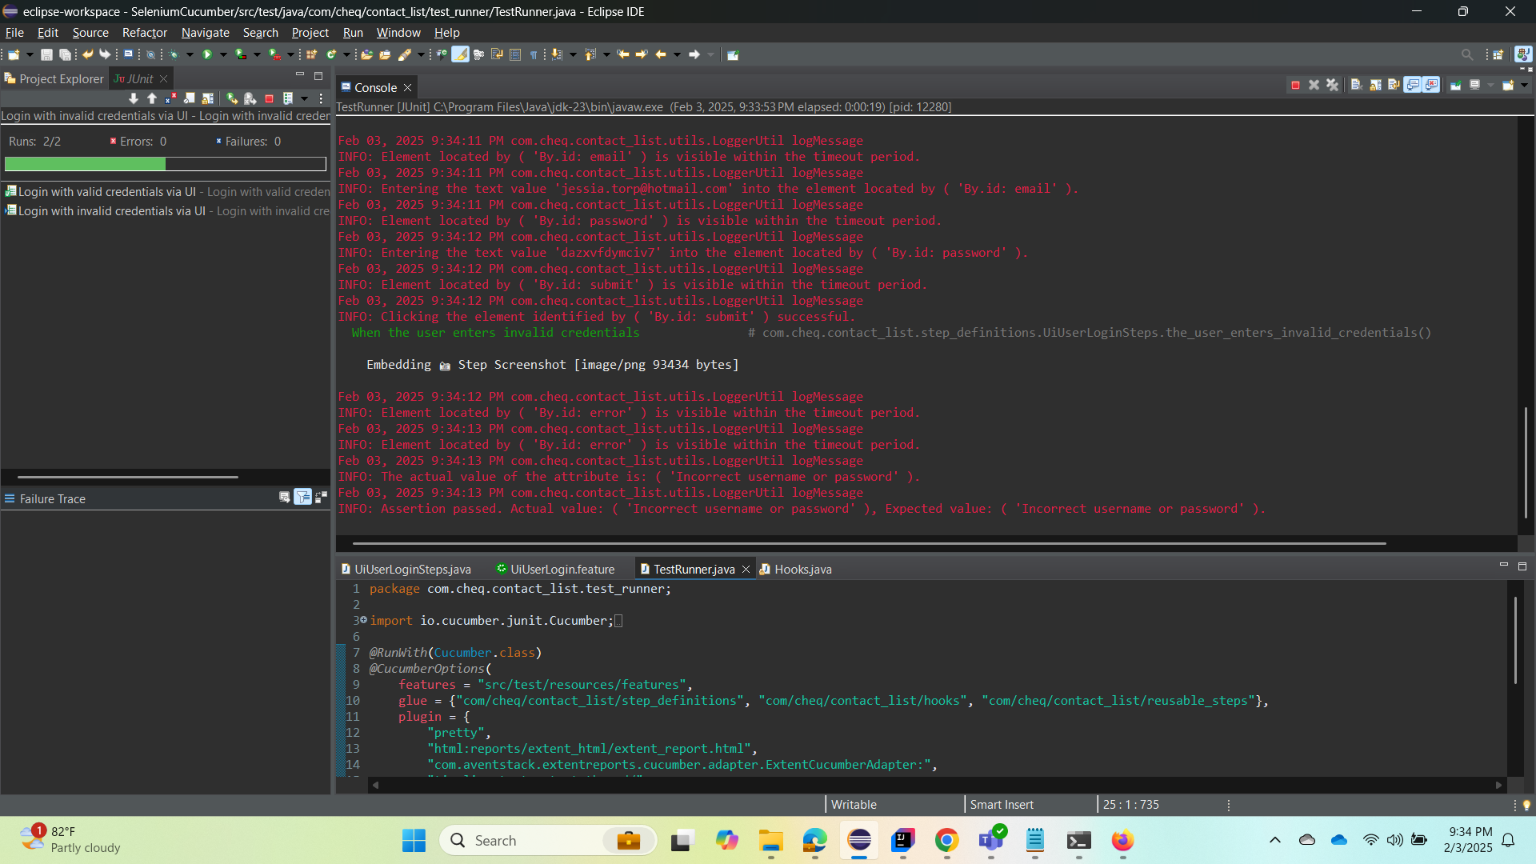 eclipse-workspace - SeleniumCucumber/src/test/java/com/cheq/contact_list/test_runner/TestRunner.java - Eclipse IDE
File Edit Source Refactor Navigate Search Project Run Window Help
Project Explorer
JUnit
Login with invalid credentials via UI - Login with invalid creder
Runs: 2/2
Errors: 0
Failures: 0
Login with valid credentials via UI - Login with valid creden
Login with invalid credentials via UI - Login with invalid cre
Failure Trace
Console
TestRunner [JUnit] C:\Program Files\Java\jdk-23\bin\javaw.exe (Feb 3, 2025, 9:33:53 PM elapsed: 0:00:19) [pid: 12280]
Feb 03, 2025 9:34:11 PM com.cheq.contact_list.utils.LoggerUtil logMessage
INFO: Element located by ( 'By.id: email' ) is visible within the timeout period.
Feb 03, 2025 9:34:11 PM com.cheq.contact_list.utils.LoggerUtil logMessage
INFO: Entering the text value 'jessia.torp@hotmail.com' into the element located by ( 'By.id: email' ).
Feb 03, 2025 9:34:11 PM com.cheq.contact_list.utils.LoggerUtil logMessage
INFO: Element located by ( 'By.id: password' ) is visible within the timeout period.
Feb 03, 2025 9:34:12 PM com.cheq.contact_list.utils.LoggerUtil logMessage
INFO: Entering the text value 'dazxvfdymciv7' into the element located by ( 'By.id: password' ).
Feb 03, 2025 9:34:12 PM com.cheq.contact_list.utils.LoggerUtil logMessage
INFO: Element located by ( 'By.id: submit' ) is visible within the timeout period.
Feb 03, 2025 9:34:12 PM com.cheq.contact_list.utils.LoggerUtil logMessage
INFO: Clicking the element identified by ( 'By.id: submit' ) successful.
When the user enters invalid credentials # com.cheq.contact_list.step_definitions.UiUserLoginSteps.the_user_enters_invalid_credentials()
Embedding 📷 Step Screenshot [image/png 93434 bytes]
Feb 03, 2025 9:34:12 PM com.cheq.contact_list.utils.LoggerUtil logMessage
INFO: Element located by ( 'By.id: error' ) is visible within the timeout period.
Feb 03, 2025 9:34:13 PM com.cheq.contact_list.utils.LoggerUtil logMessage
INFO: Element located by ( 'By.id: error' ) is visible within the timeout period.
Feb 03, 2025 9:34:13 PM com.cheq.contact_list.utils.LoggerUtil logMessage
INFO: The actual value of the attribute is: ( 'Incorrect username or password' ).
Feb 03, 2025 9:34:13 PM com.cheq.contact_list.utils.LoggerUtil logMessage
INFO: Assertion passed. Actual value: ( 'Incorrect username or password' ), Expected value: ( 'Incorrect username or password' ).
UiUserLoginSteps.java
UiUserLogin.feature
TestRunner.java
Hooks.java
1 package com.cheq.contact_list.test_runner;
2
3 import io.cucumber.junit.Cucumber;
6
7 @RunWith(Cucumber.class)
8 @CucumberOptions(
9 features = "src/test/resources/features",
10 glue = {"com/cheq/contact_list/step_definitions", "com/cheq/contact_list/hooks", "com/cheq/contact_list/reusable_steps"},
11 plugin = {
12 "pretty",
13 "html:reports/extent_html/extent_report.html",
14 "com.aventstack.extentreports.cucumber.adapter.ExtentCucumberAdapter:",
Writable
Smart Insert
25 : 1 : 735
1
82°F
Partly cloudy
Search
9:34 PM
2/3/2025